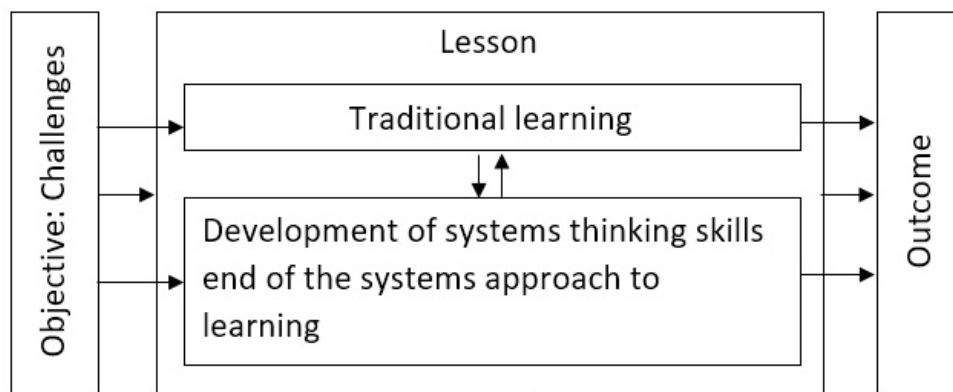 Objective: Challenges
Lesson
Traditional learning
Development of systems thinking skills
end of the systems approach to
learning
Outcome